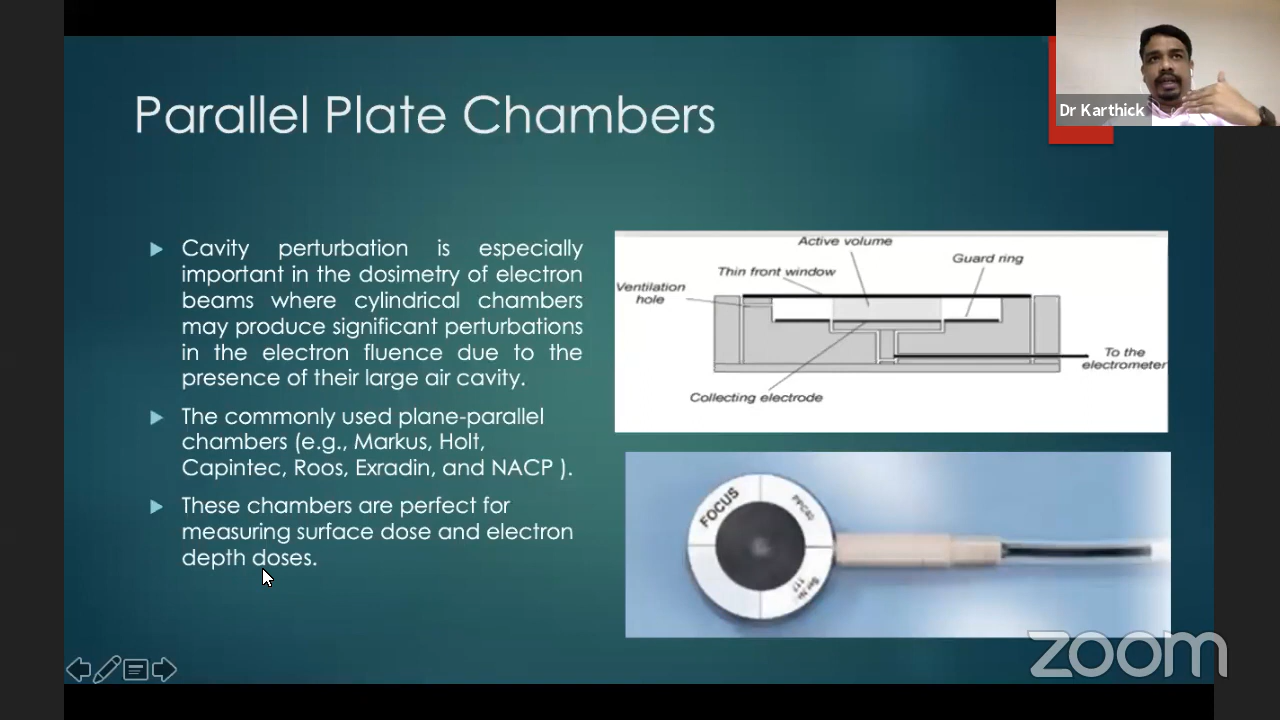 Dr Karthick
Parallel Plate Chambers
Cavity perturbation is especially
important in the dosimetry of electron
beams where cylindrical chambers
may produce significant perturbations
in the electron fluence due to the
presence of their large air cavity.
The commonly used plane-parallel
chambers (e.g., Markus, Holt,
Capintec, Roos, Exradin, and NACP ).
These chambers are perfect for
measuring surface dose and electron
depth doses.
Active volume
Guard ring
Thin front window
Ventilation
hole
To the
electrometer
Collecting electrode
FOCUS
PPC40
Ser.Nr
zoom